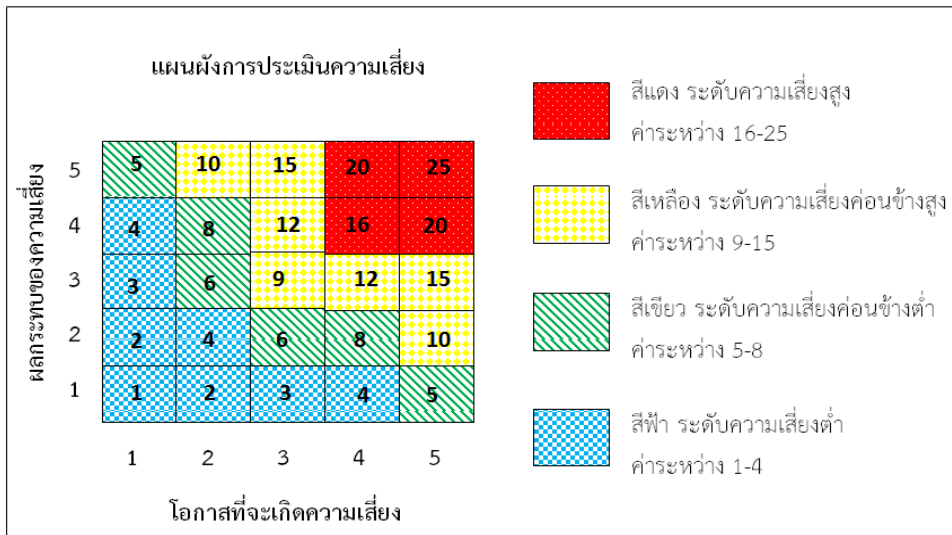 แผนผังการประเมินความเสี่ยง
ผลกระทบของความเสี่ยง
5 5 10 15 20 25
4 4 8 12 16 20
3 3 6 9 12 15
2 2 4 6 8 10
1 1 2 3 4 5
1 2 3 4 5
โอกาสที่จะเกิดความเสี่ยง
สีแดง ระดับความเสี่ยงสูง
ค่าระหว่าง 16-25
สีเหลือง ระดับความเสี่ยงค่อนข้างสูง
ค่าระหว่าง 9-15
สีเขียว ระดับความเสี่ยงค่อนข้างต่ำ
ค่าระหว่าง 5-8
สีฟ้า ระดับความเสี่ยงต่ำ
ค่าระหว่าง 1-4